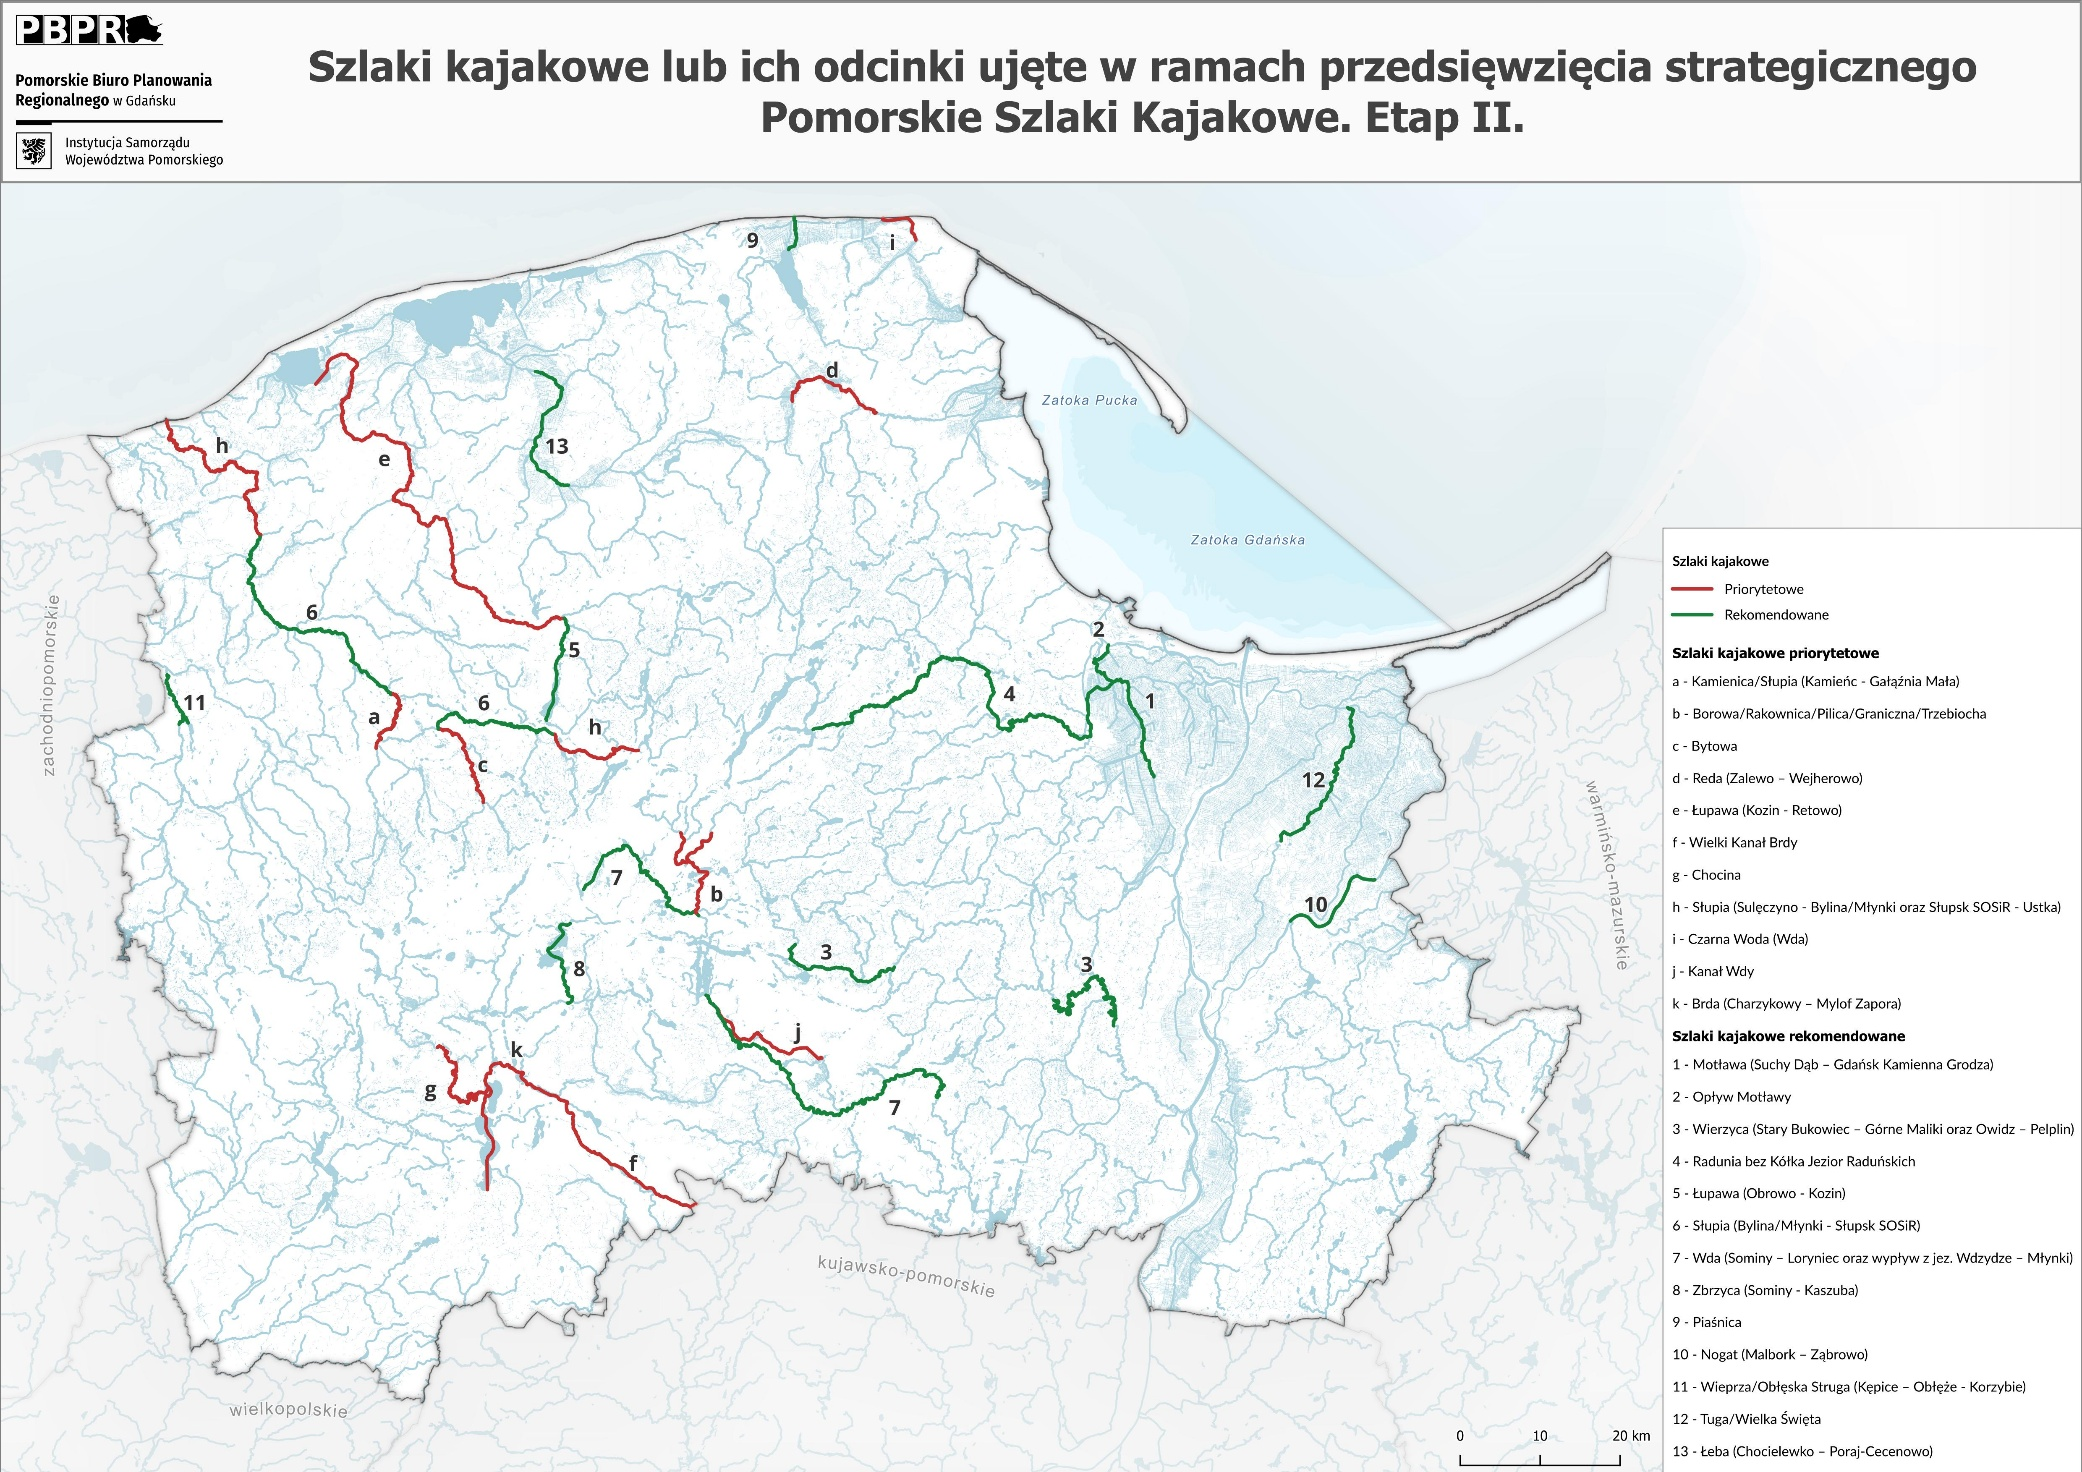 PBPR
Pomorskie Biuro Planowania
Regionalnego w Gdańsku
Instytucja Samorządu
Województwa Pomorskiego
Szlaki kajakowe lub ich odcinki ujęte w ramach przedsięwzięcia strategicznego
Pomorskie Szlaki Kajakowe. Etap II.
9
i
d
Zatoka Pucka
h
e
13
Zatoka Gdańska
zachodniopomorskie
6
2
5
11
a
6
h
4
1
c
12
warmińsko-mazurskie
7
b
10
3
8
3
j
k
g
7
f
kujawsko-pomorskie
wielkopolskie
0 10 20 km
Szlaki kajakowe
Priorytetowe
Rekomendowane
Szlaki kajakowe priorytetowe
a - Kamienica/Słupia (Kamieńc - Gałąźnia Mała)
b - Borowa/Rakownica/Pilica/Graniczna/Trzebiocha
c - Bytowa
d - Reda (Zalewo – Wejherowo)
e - Łupawa (Kozin - Retowo)
f - Wielki Kanał Brdy
g - Chocina
h - Słupia (Sulęczyno - Bylina/Młynki oraz Słupsk SOSiR - Ustka)
i - Czarna Woda (Wda)
j - Kanał Wdy
k - Brda (Charzykowy – Mylof Zapora)
Szlaki kajakowe rekomendowane
1 - Motława (Suchy Dąb – Gdańsk Kamienna Grodza)
2 - Opływ Motławy
3 - Wierzyca (Stary Bukowiec – Górne Maliki oraz Owidz – Pelplin)
4 - Radunia bez Kółka Jezior Raduńskich
5 - Łupawa (Obrowo - Kozin)
6 - Słupia (Bylina/Młynki - Słupsk SOSiR)
7 - Wda (Sominy – Loryniec oraz wypływ z jez. Wdzydze – Młynki)
8 - Zbrzyca (Sominy - Kaszuba)
9 - Piaśnica
10 - Nogat (Malbork – Ząbrowo)
11 - Wieprza/Obłęska Struga (Kępice – Obłęże - Korzybie)
12 - Tuga/Wielka Święta
13 - Łeba (Chocielewko – Poraj-Cecenowo)